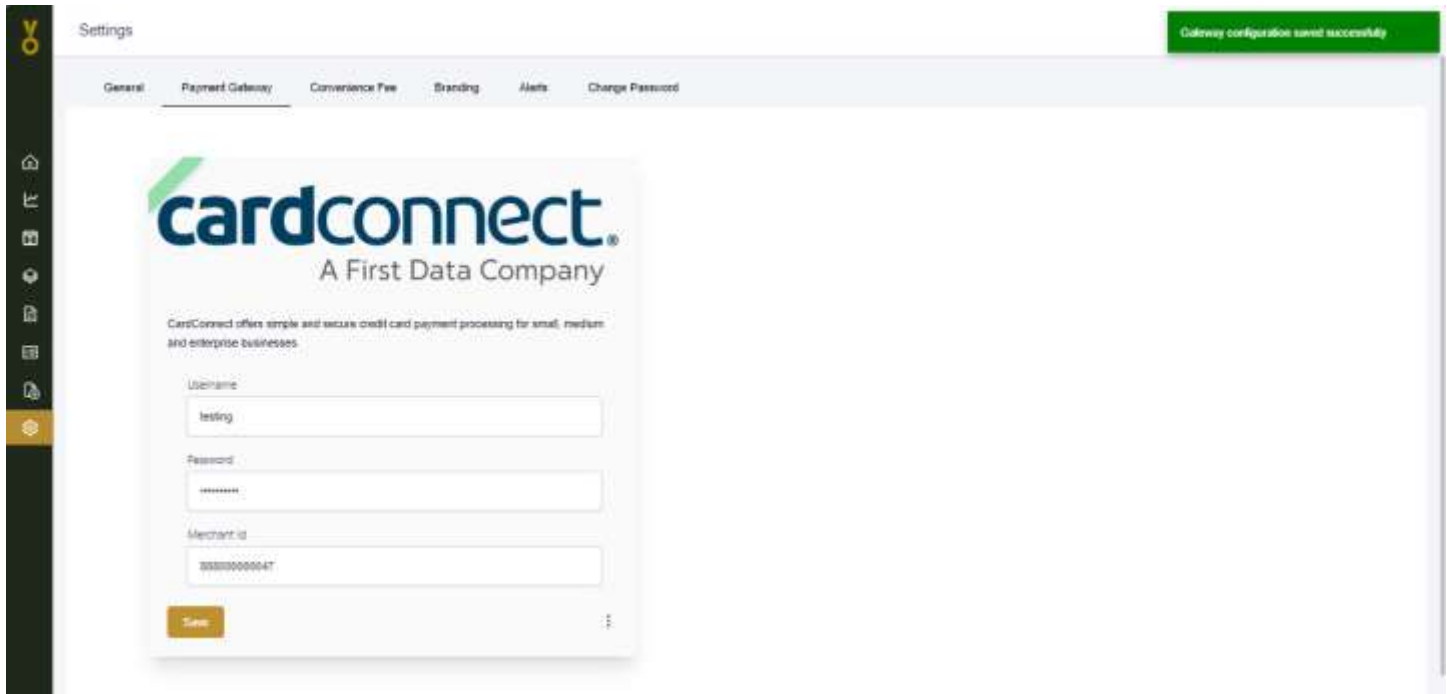 Settings
Gateway configuration saved successfully
General Payment Gateway Convenience Fee Branding Alerts Change Password
cardconnect.®
A First Data Company
CardConnect offers simple and secure credit card payment processing for small, medium
and enterprise businesses
Username
testing
Password
••••••••••
Merchant id
Save